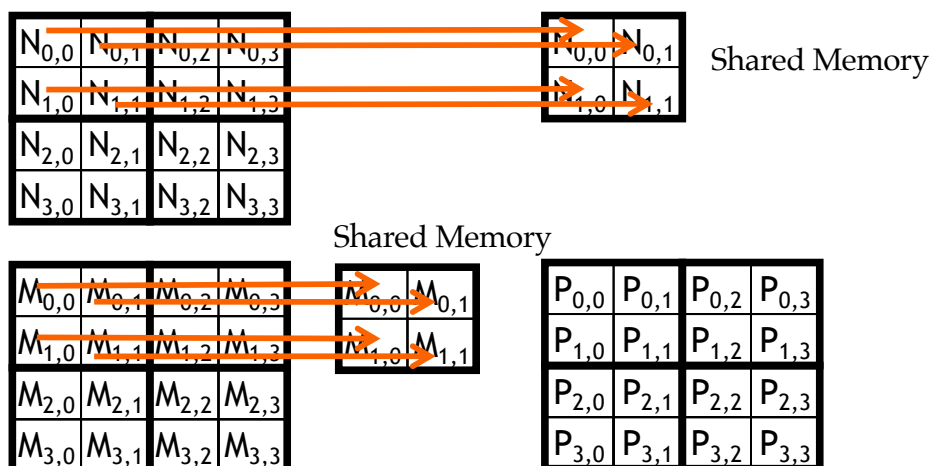 N0,0 N0,1 N0,2 N0,3 N0,0 N0,1
Shared Memory
N1,0 N1,1 N1,2 N1,3 N1,0 N1,1
N2,0 N2,1 N2,2 N2,3
N3,0 N3,1 N3,2 N3,3
Shared Memory
M0,0 M0,1 M0,2 M0,3 M0,0 M0,1 P0,0 P0,1 P0,2 P0,3
M1,0 M1,1 M1,2 M1,3 M1,0 M1,1 P1,0 P1,1 P1,2 P1,3
M2,0 M2,1 M2,2 M2,3 P2,0 P2,1 P2,2 P2,3
M3,0 M3,1 M3,2 M3,3 P3,0 P3,1 P3,2 P3,3